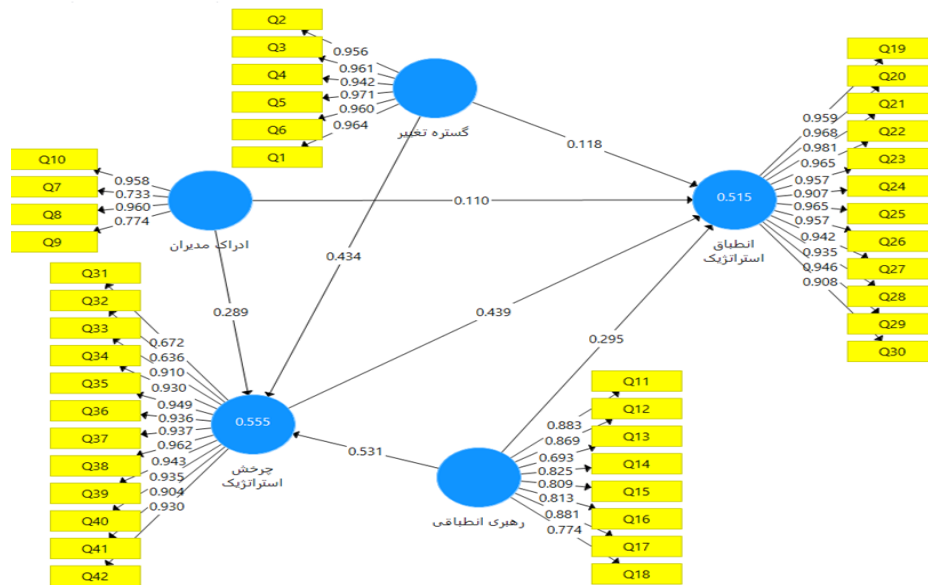 Q2
Q3
Q4
Q5
Q6
Q1
0.956
0.961
0.942
0.971
0.960
0.964
گستره تغییر
Q10
Q7
Q8
Q9
0.958
0.733
0.960
0.774
ادراک مدیران
0.118
0.110
0.434
0.289
0.439
0.295
0.531
Q19
Q20
Q21
Q22
Q23
Q24
Q25
Q26
Q27
Q28
Q29
Q30
0.959
0.968
0.981
0.965
0.957
0.907
0.965
0.957
0.942
0.935
0.946
0.908
0.515
انطباق
استراتژیک
Q31
Q32
Q33
Q34
Q35
Q36
Q37
Q38
Q39
Q40
Q41
Q42
0.672
0.636
0.910
0.930
0.949
0.936
0.937
0.962
0.943
0.935
0.904
0.930
0.555
چرخش
استراتژیک
Q11
Q12
Q13
Q14
Q15
Q16
Q17
Q18
0.883
0.869
0.693
0.825
0.809
0.813
0.881
0.774
رهبری انطباقی